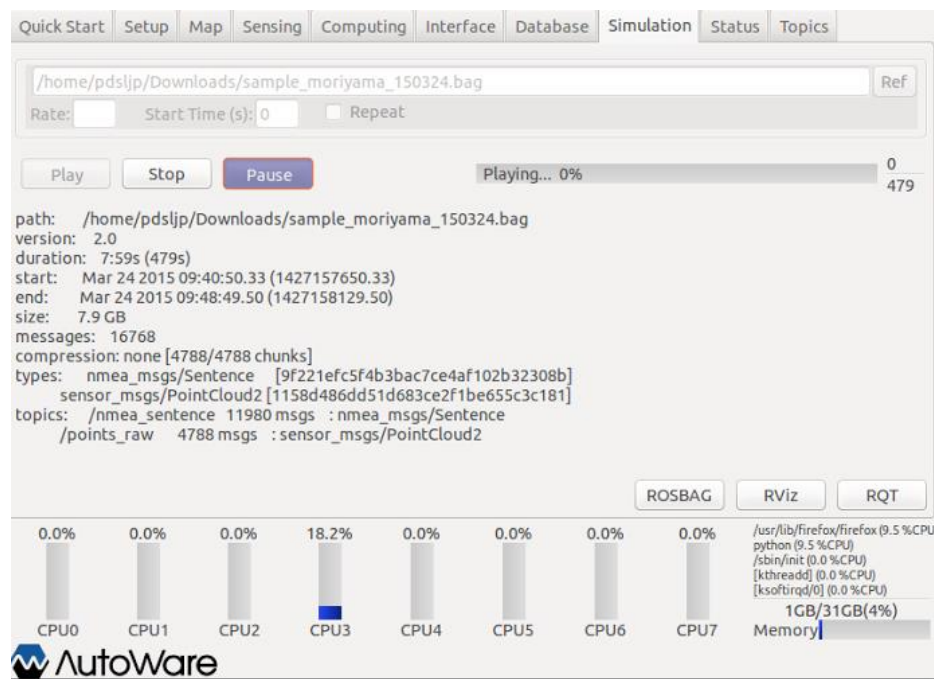 Quick Start Setup Map Sensing Computing Interface Database Simulation Status Topics
/home/pdsljp/Downloads/sample_moriyama_150324.bag Ref
Rate: Start Time (s): 0 Repeat
Play Stop Pause Playing... 0% 0
479
path: /home/pdsljp/Downloads/sample_moriyama_150324.bag
version: 2.0
duration: 7:59s (479s)
start: Mar 24 2015 09:40:50.33 (1427157650.33)
end: Mar 24 2015 09:48:49.50 (1427158129.50)
size: 7.9 GB
messages: 16768
compression: none [4788/4788 chunks]
types: nmea_msgs/Sentence [9f221efc5f4b3bac7ce4af102b32308b]
sensor_msgs/PointCloud2 [1158d486dd51d683ce2f1be655c3c181]
topics: /nmea_sentence 11980 msgs : nmea_msgs/Sentence
/points_raw 4788 msgs : sensor_msgs/PointCloud2
ROSBAG RViz RQT
0.0% 0.0% 0.0% 18.2% 0.0% 0.0% 0.0% 0.0%
/usr/lib/firefox/firefox (9.5 %CPU
python (9.5 %CPU)
/sbin/init (0.0 %CPU)
[kthreadd] (0.0 %CPU)
[ksoftirqd/0] (0.0 %CPU)
1GB/31GB(4%)
CPU0 CPU1 CPU2 CPU3 CPU4 CPU5 CPU6 CPU7 Memory
AutoWare